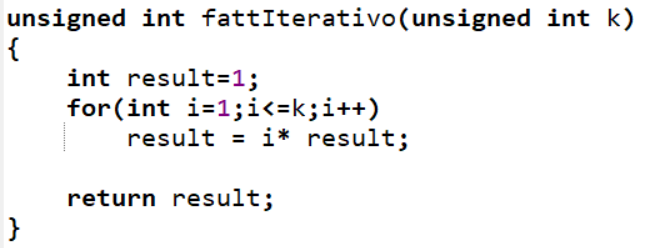 unsigned int fattIterativo(unsigned int k)
{
    int result=1;
    for(int i=1;i<=k;i++)
        result = i* result;

    return result;
}